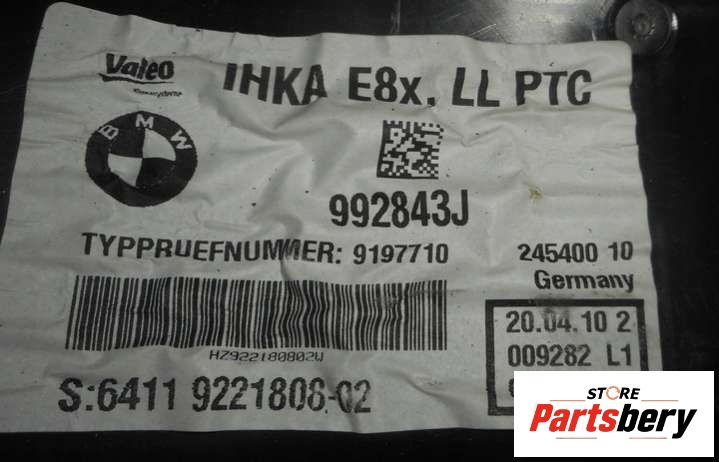 Valeo
IHKA E8x, LL PTC
BMW
992843J
TYPPRUEFNUMMER: 9197710
245400 10
Germany
HZ922180802W
20.04.10 2
009282 L1
S:6411 9221808-02
STORE
Partsbery